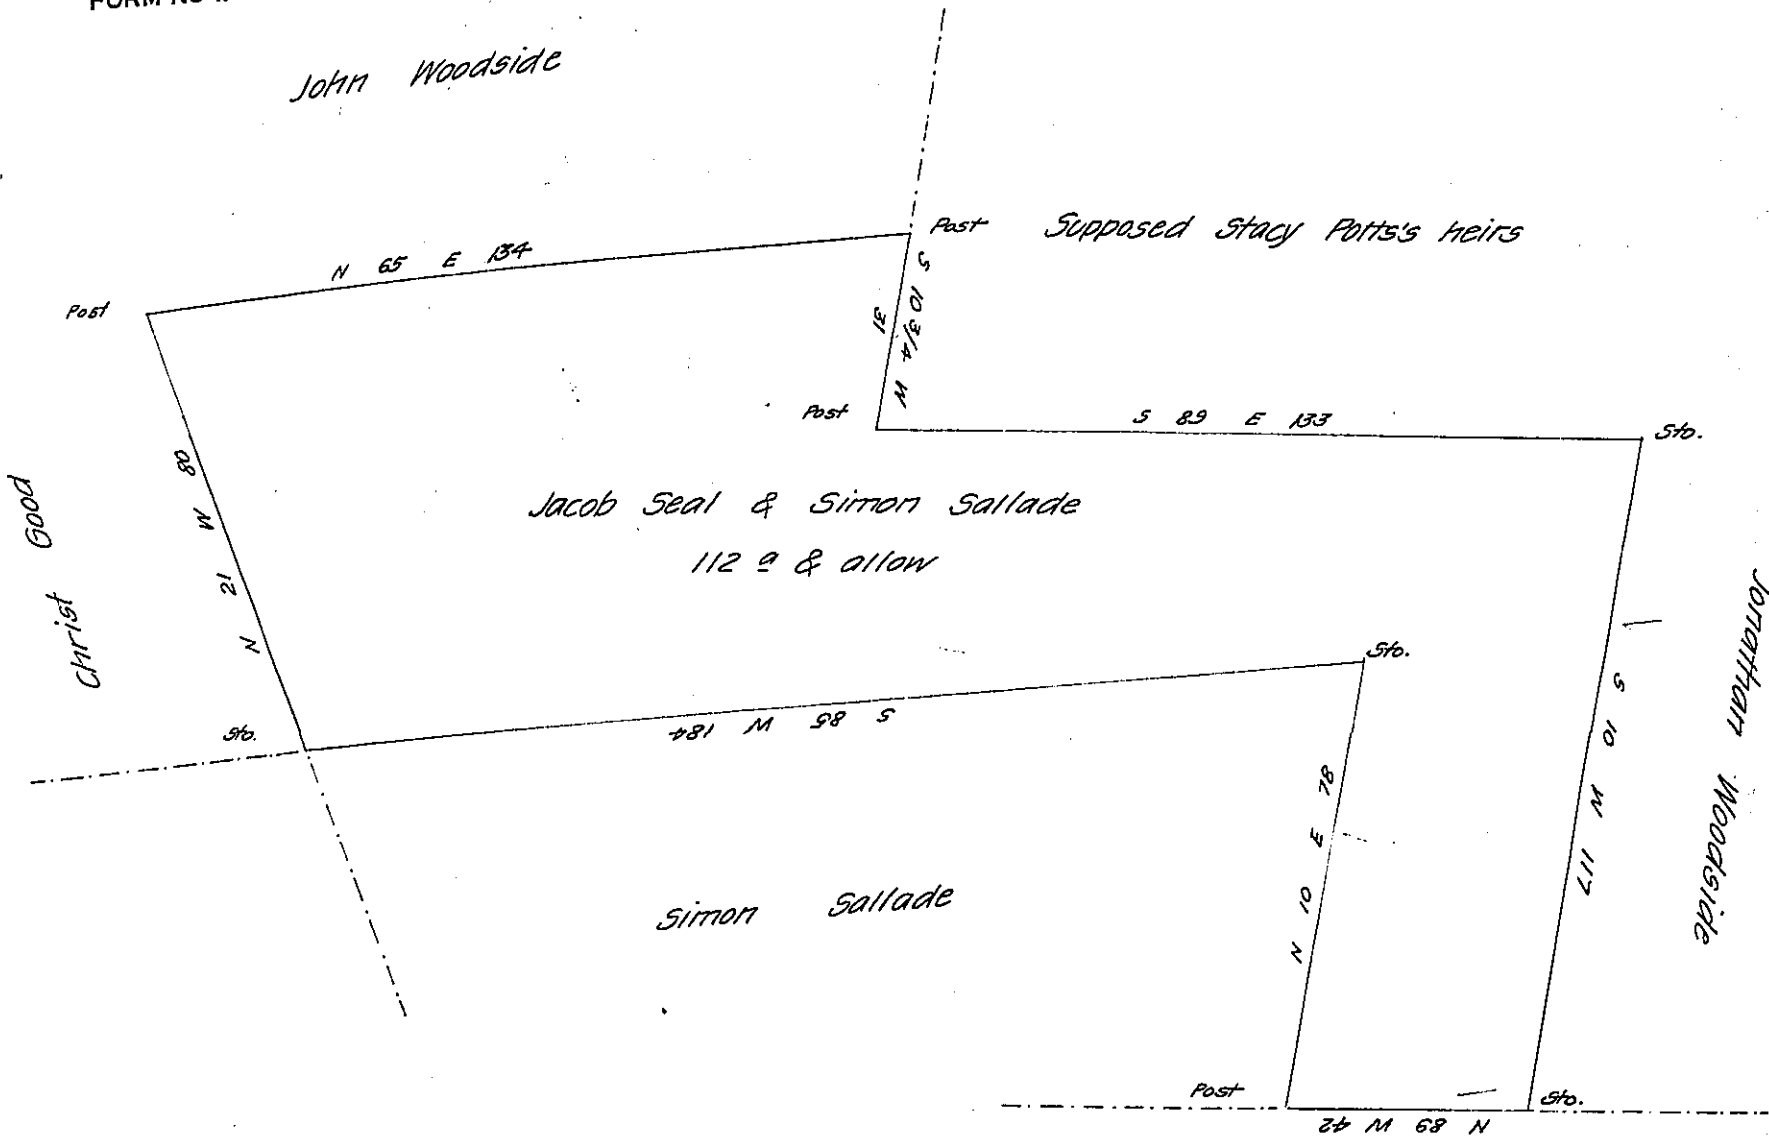 FORM NO
John Woodside
Post Supposed Stacy Potts's heirs
N 65 E 134
Post
S 10 3/4 W
31
Post
S 89 E 133
Sto.
Christ Good
N 21 W 80
Jacob Seal & Simon Sallade
112 a & allow
Jonathan Woodside
S 10 W 117
Sto.
Sto.
S 85 W 184
N 10 E 78
Simon Sallade
Post
Sto.
N 89 W 42